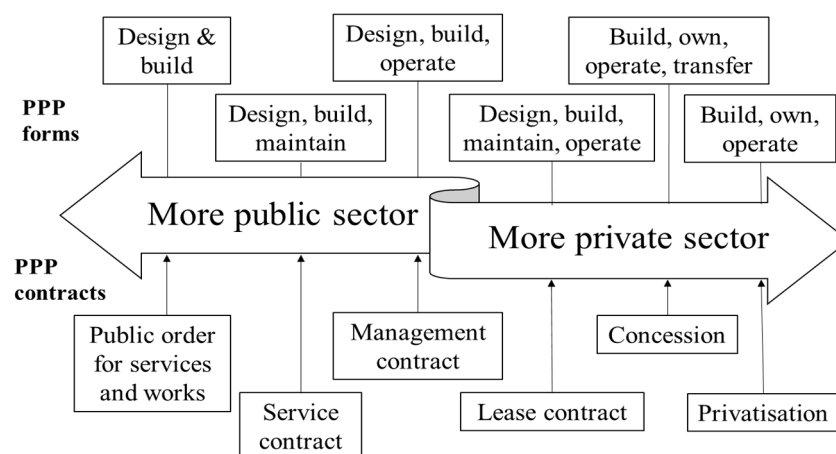 Design &
build
Design, build,
operate
Build, own,
operate, transfer
PPP
forms
Design, build,
maintain
Design, build,
maintain, operate
Build, own,
operate
More public sector
More private sector
PPP
contracts
Public order
for services
and works
Management
contract
Concession
Service
contract
Lease contract
Privatisation